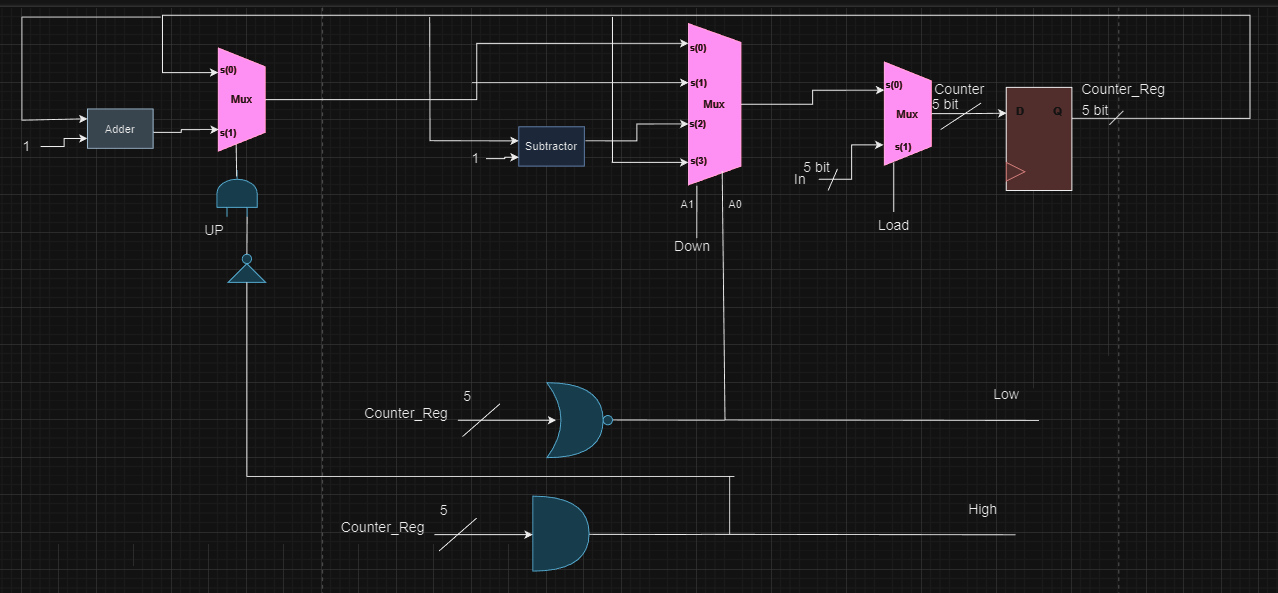 s(0)
Mux
s(1)
Adder
1
UP
s(0)
s(1)
Mux
s(2)
s(3)
Subtractor
1
A1
A0
Down
s(0)
Mux
s(1)
5 bit
In
Load
Counter
5 bit
D
Q
Counter_Reg
5 bit
5
Counter_Reg
Low
5
Counter_Reg
High